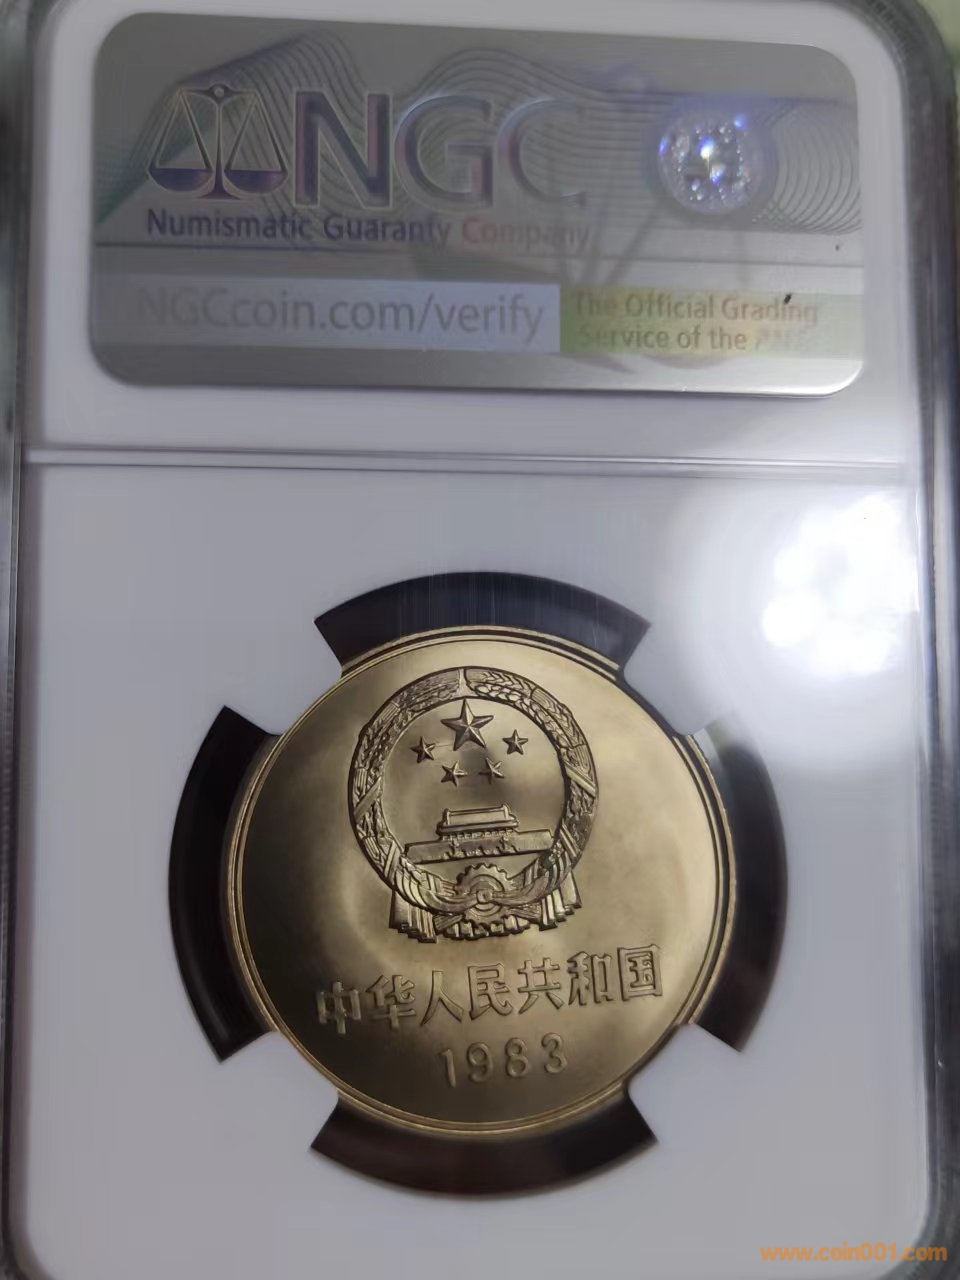 NGC
Numismatic Guaranty Company
NGCcoin.com/verify
The Official Grading
Service of the
中华人民共和国
1983
www.coin001.com